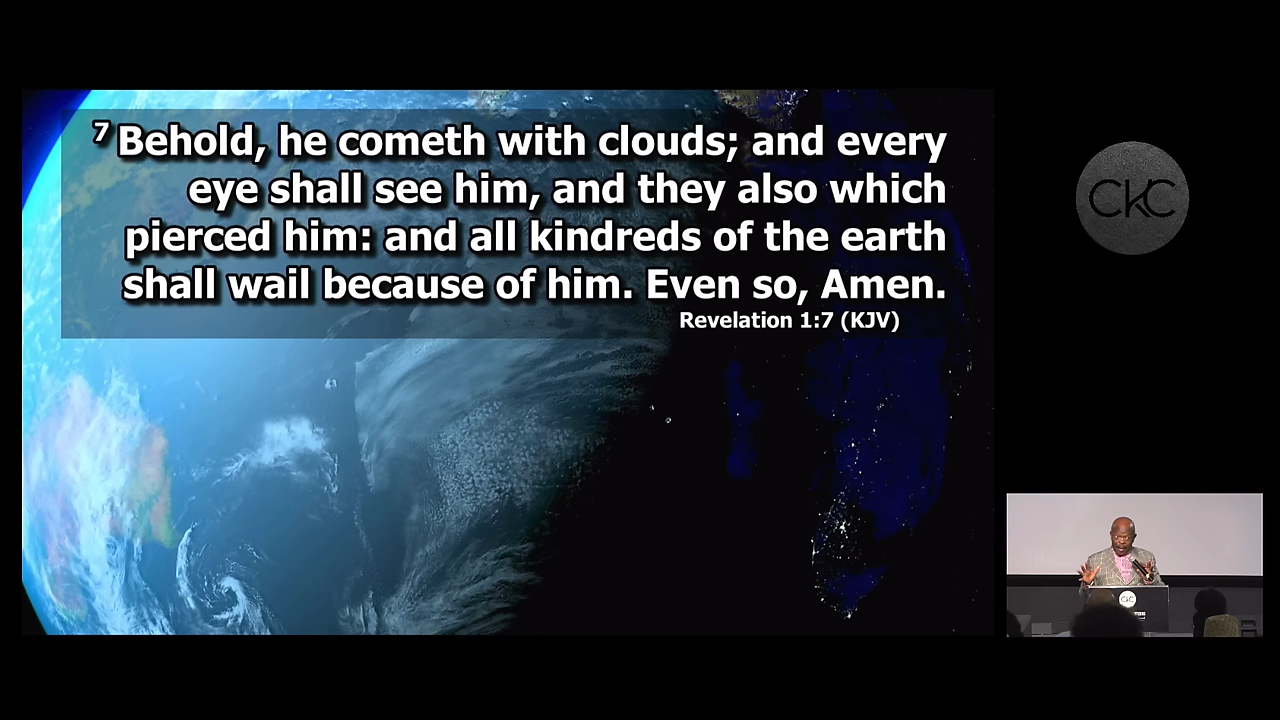 7 Behold, he cometh with clouds; and every
eye shall see him, and they also which
pierced him: and all kindreds of the earth
shall wail because of him. Even so, Amen.
Revelation 1:7 (KJV)
CKC
CKC